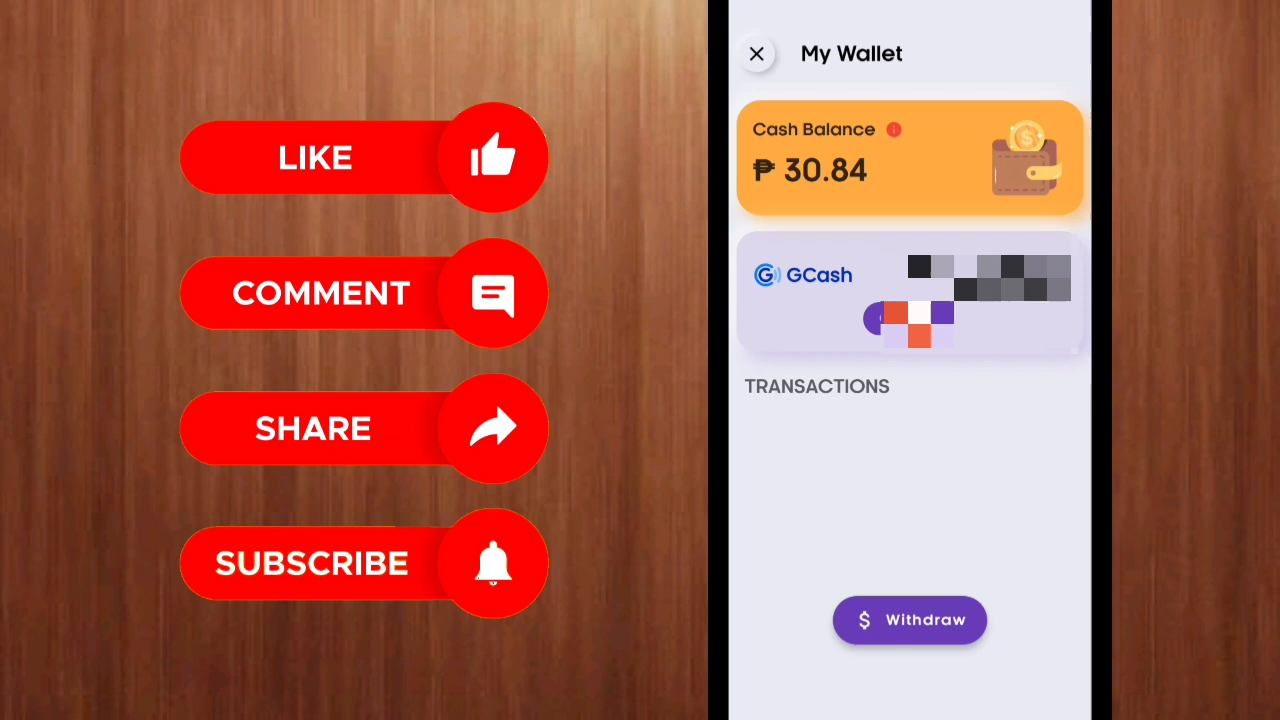 LIKE
COMMENT
SHARE
SUBSCRIBE
My Wallet
Cash Balance
₱ 30.84
GCash
TRANSACTIONS
$ Withdraw